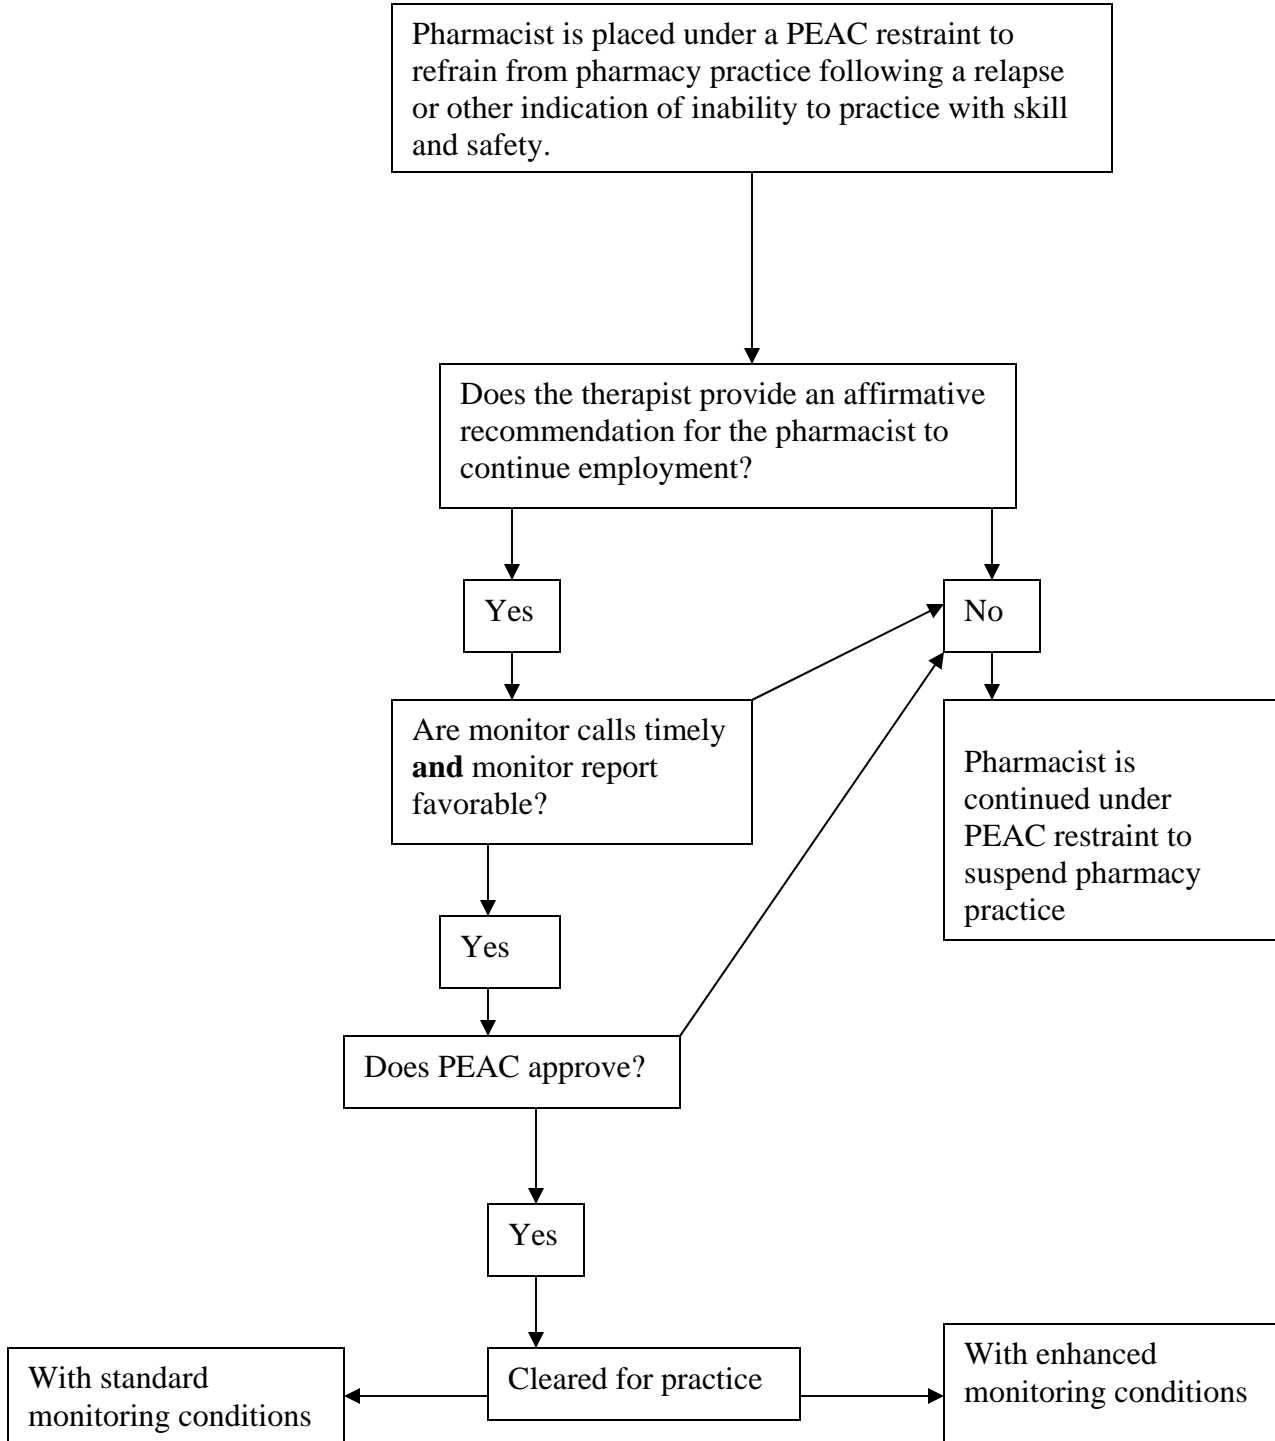 Pharmacist is placed under a PEAC restraint to
refrain from pharmacy practice following a relapse
or other indication of inability to practice with skill
and safety.
Does the therapist provide an affirmative
recommendation for the pharmacist to
continue employment?
Yes
No
Are monitor calls timely
and monitor report
favorable?
Pharmacist is
continued under
PEAC restraint to
suspend pharmacy
practice
Yes
Does PEAC approve?
Yes
Cleared for practice
With standard
monitoring conditions
With enhanced
monitoring conditions